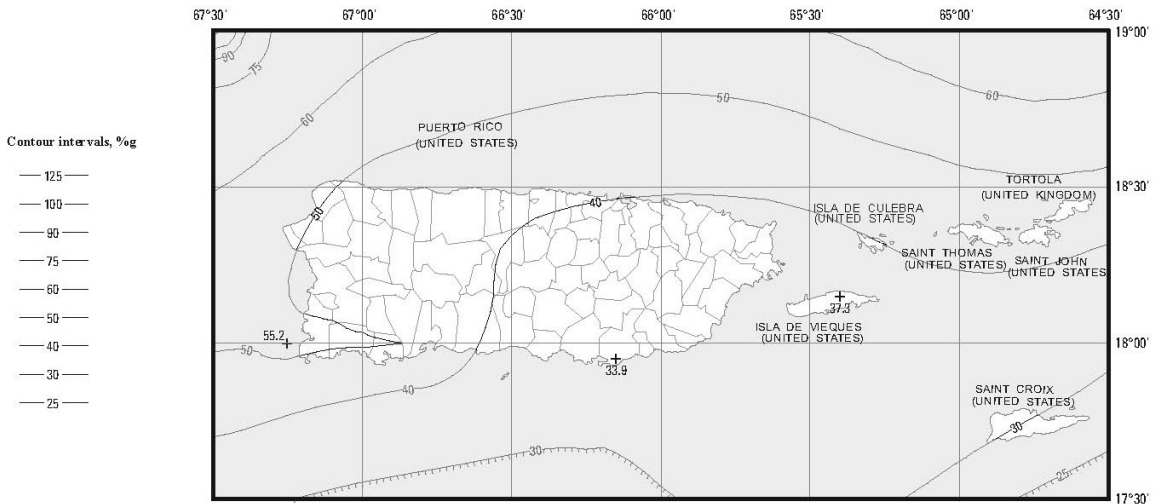 67°30' 67°00' 66°30' 66°00' 65°30' 65°00' 64°30'
19°00'
90
75
60
50
60
PUERTO RICO
(UNITED STATES)
Contour intervals, %g
125
100
90
75
60
50
40
30
25
18°30'
TORTOLA
(UNITED KINGDOM)
50
40
ISLA DE CULEBRA
(UNITED STATES)
SAINT THOMAS
(UNITED STATES)
SAINT JOHN
(UNITED STATES
37.3
ISLA DE VIEQUES
(UNITED STATES)
55.2
50
18°00'
33.9
40
SAINT CROIX
(UNITED STATES)
30
30
25
17°30'